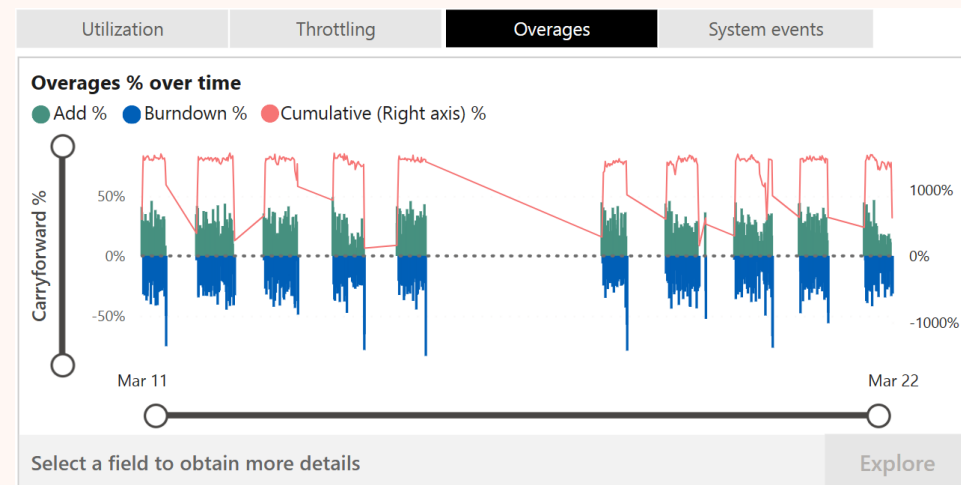 Utilization Throttling Overages System events
Overages % over time
Add % Burndown % Cumulative (Right axis) %
Carryforward %
50%
0%
-50%
1000%
0%
-1000%
Mar 11 Mar 22
Select a field to obtain more details Explore